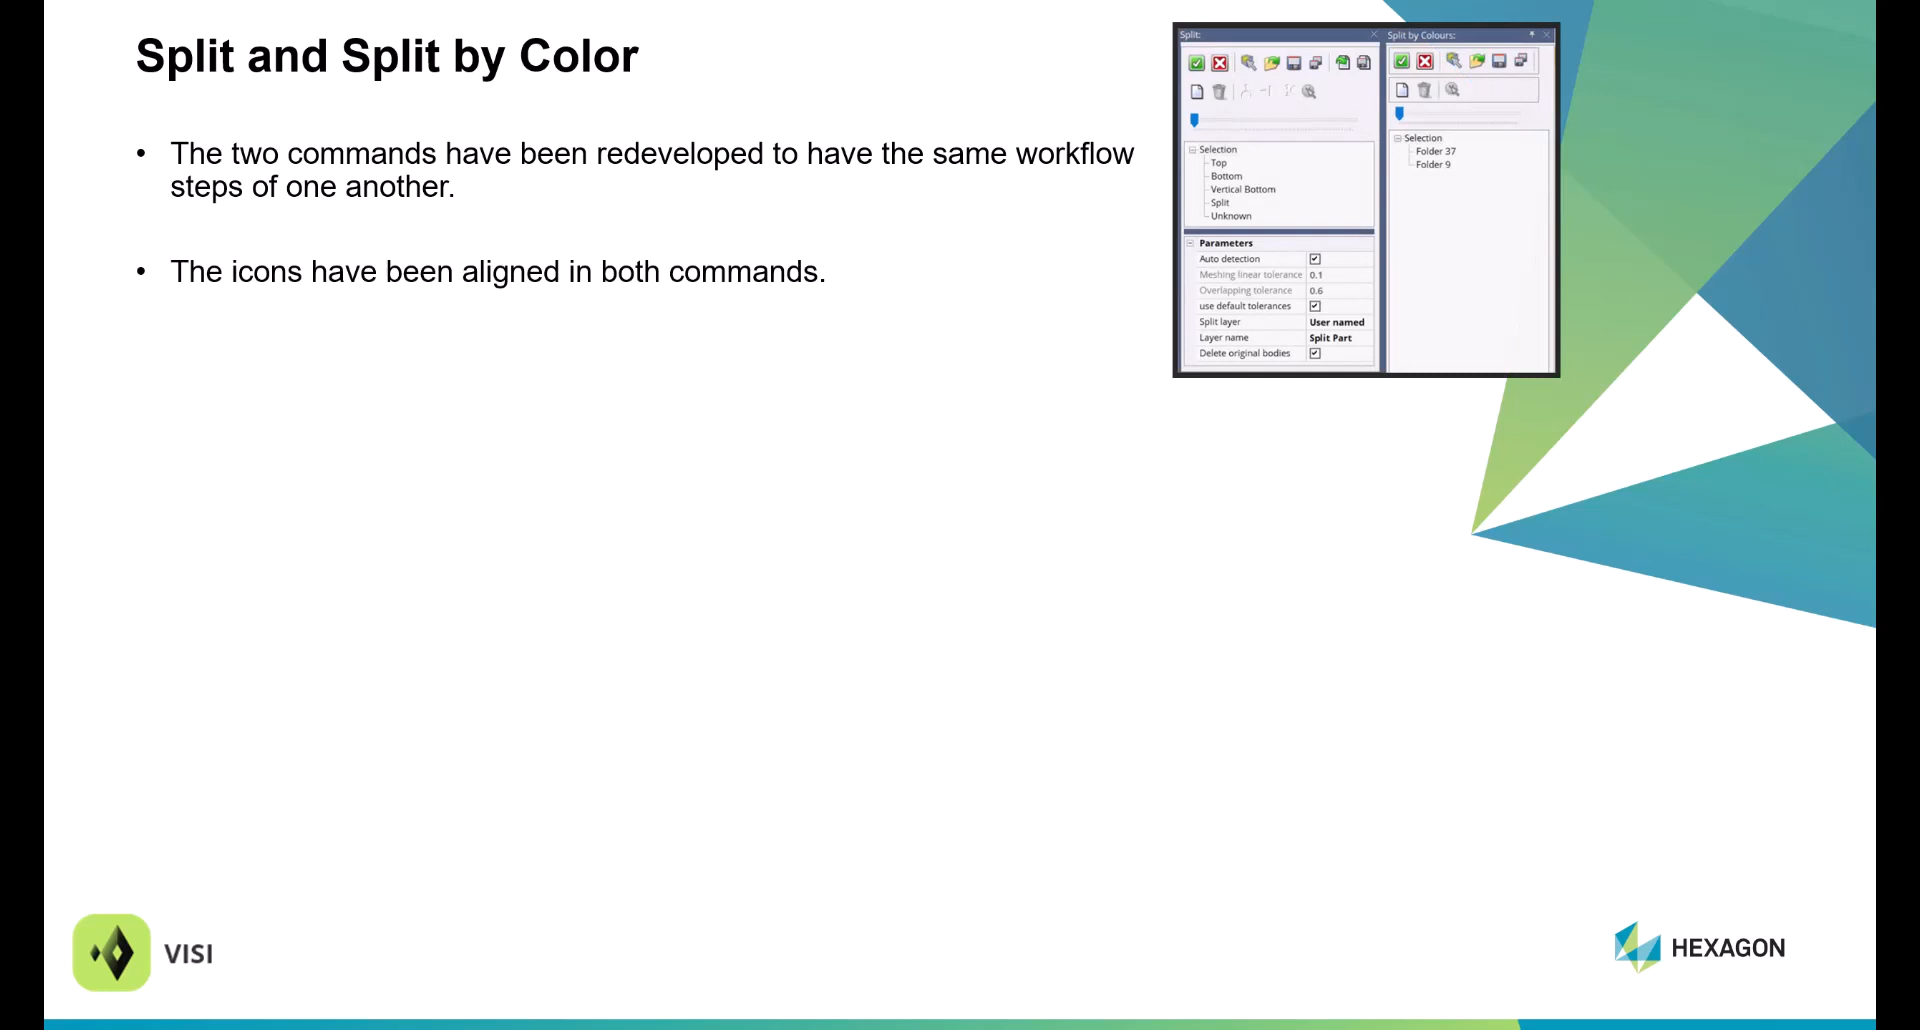 Split and Split by Color
• The two commands have been redeveloped to have the same workflow
steps of one another.
• The icons have been aligned in both commands.
Split:
Selection
Top
Bottom
Vertical Bottom
Split
Unknown
Parameters
Auto detection
Meshing linear tolerance 0.1
Overlapping tolerance 0.6
use default tolerances
Split layer User named
Layer name Split Part
Delete original bodies
Split by Colours:
Selection
Folder 37
Folder 9
VISI
HEXAGON